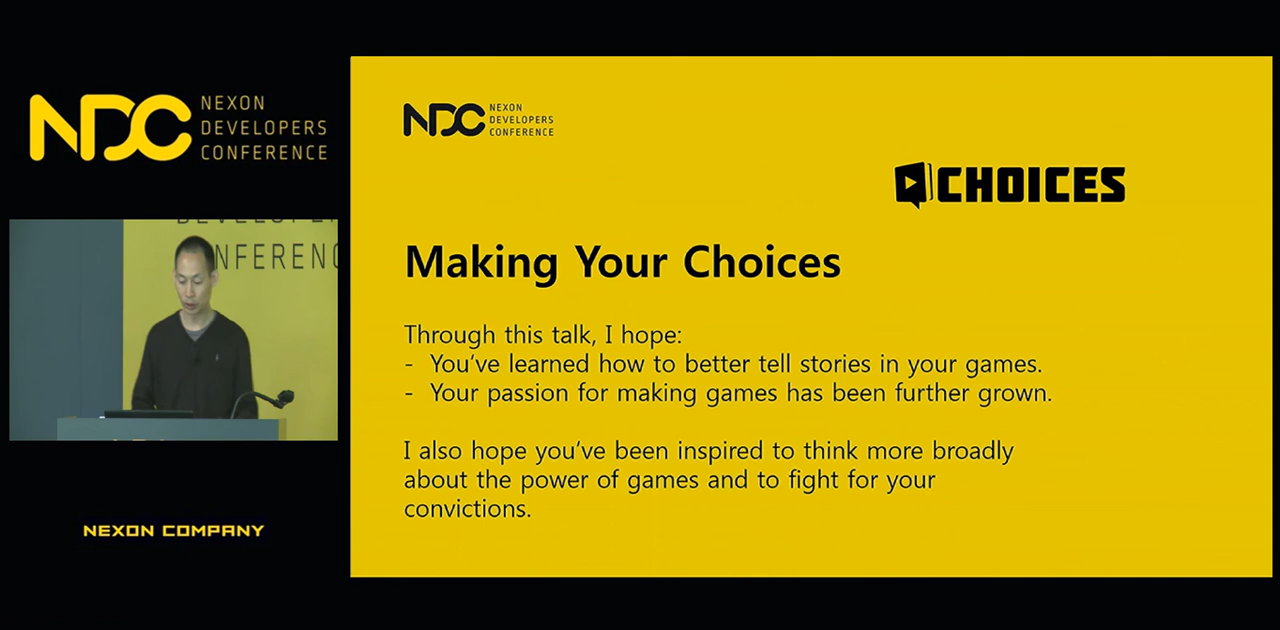 NDC NEXON
DEVELOPERS
CONFERENCE
NEXON COMPANY
NDC NEXON
DEVELOPERS
CONFERENCE
CHOICES
Making Your Choices
Through this talk, I hope:
- You’ve learned how to better tell stories in your games.
- Your passion for making games has been further grown.
I also hope you’ve been inspired to think more broadly
about the power of games and to fight for your
convictions.